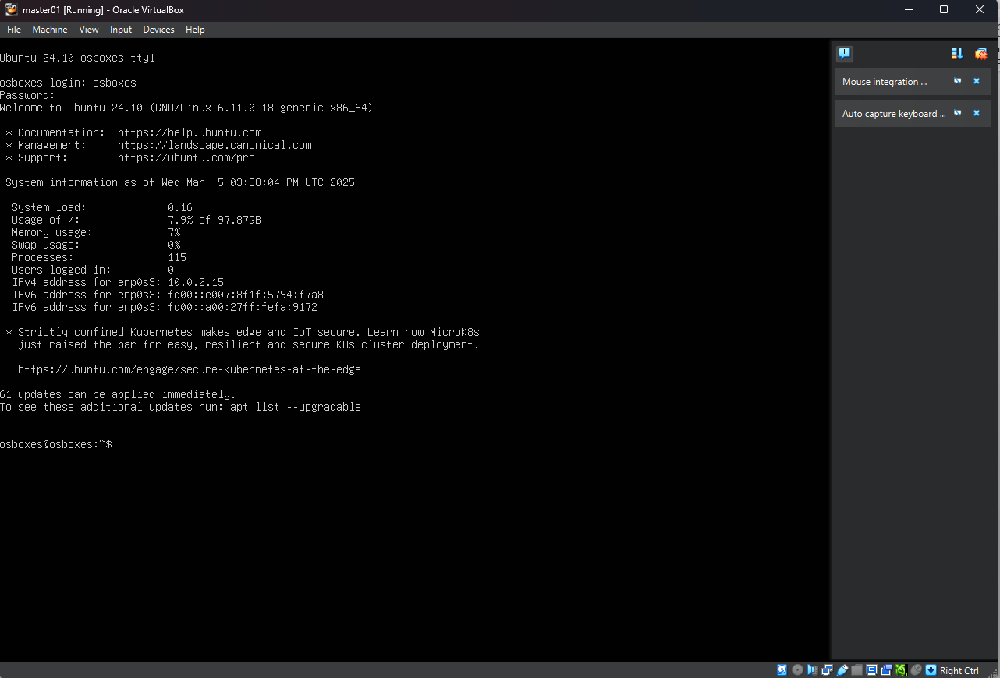 master01 [Running] - Oracle VirtualBox
File Machine View Input Devices Help
Ubuntu 24.10 osboxes tty1
osboxes login: osboxes
Password:
Welcome to Ubuntu 24.10 (GNU/Linux 6.11.0-18-generic x86_64)
* Documentation: https://help.ubuntu.com
* Management: https://landscape.canonical.com
* Support: https://ubuntu.com/pro
System information as of Wed Mar 5 03:38:04 PM UTC 2025
System load: 0.16
Usage of /: 7.9% of 97.87GB
Memory usage: 7%
Swap usage: 0%
Processes: 115
Users logged in: 0
IPv4 address for enp0s3: 10.0.2.15
IPv6 address for enp0s3: fd00::e007:8f1f:5794:f7a8
IPv6 address for enp0s3: fd00::a00:27ff:fefa:9172
* Strictly confined Kubernetes makes edge and IoT secure. Learn how MicroK8s
just raised the bar for easy, resilient and secure K8s cluster deployment.
https://ubuntu.com/engage/secure-kubernetes-at-the-edge
61 updates can be applied immediately.
To see these additional updates run: apt list --upgradable
osboxes@osboxes:~$
Mouse integration ...
Auto capture keyboard ...
Right Ctrl